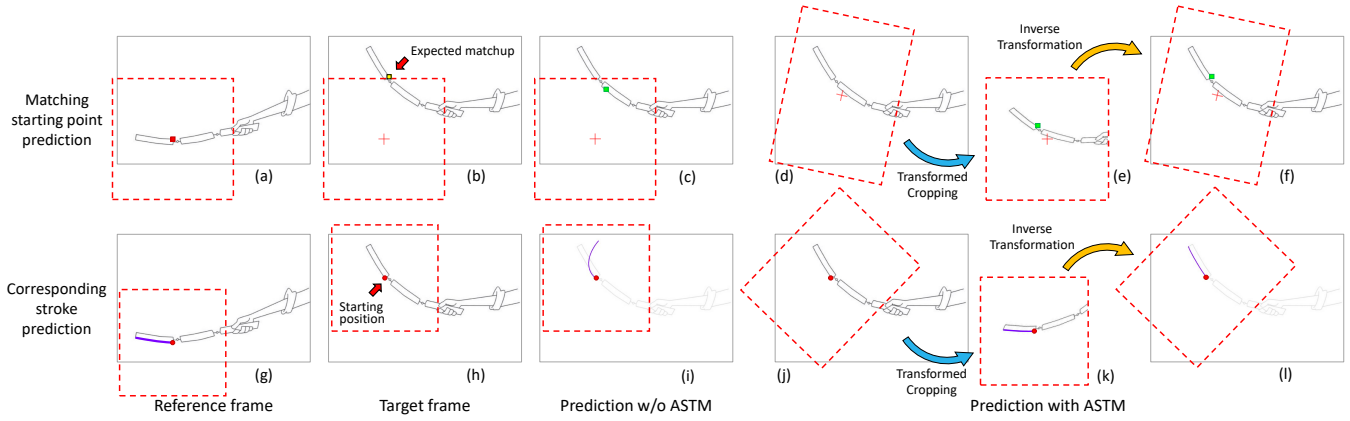 Matching
starting point
prediction
Expected matchup
Inverse
Transformation
Transformed
Cropping
(a)
(b)
(c)
(d)
(e)
(f)
Corresponding
stroke
prediction
Starting
position
Inverse
Transformation
Transformed
Cropping
(g)
(h)
(i)
(j)
(k)
(l)
Reference frame
Target frame
Prediction w/o ASTM
Prediction with ASTM